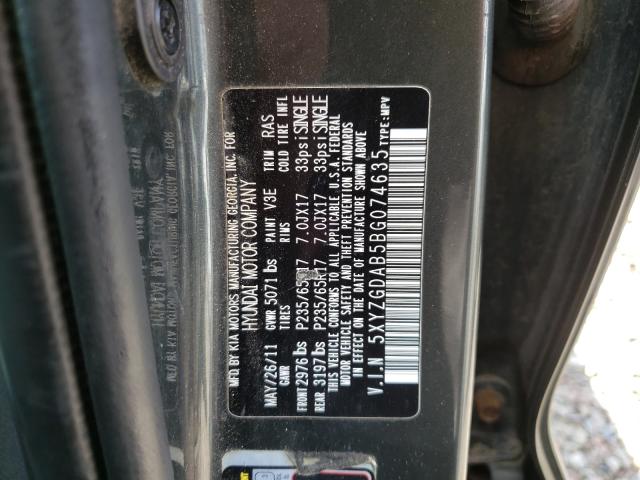 MFD BY KIA MOTORS MANUFACTURING GEORGIA, INC. FOR
HYUNDAI MOTOR COMPANY
MAY/26/11 GVWR 5071 lbs PAINT V3E TRIM RAS
GAWR TIRES RIMS COLD TIRE INFL
FRONT 2976 lbs P235/65R17 7.0JX17 33psi SINGLE
REAR 3197 lbs P235/65R17 7.0JX17 33psi SINGLE
THIS VEHICLE CONFORMS TO ALL APPLICABLE U.S.A. FEDERAL
MOTOR VEHICLE SAFETY AND THEFT PREVENTION STANDARDS
IN EFFECT ON THE DATE OF MANUFACTURE SHOWN ABOVE
V.I.N 5XYZGDAB5BG074635 TYPE:MPV